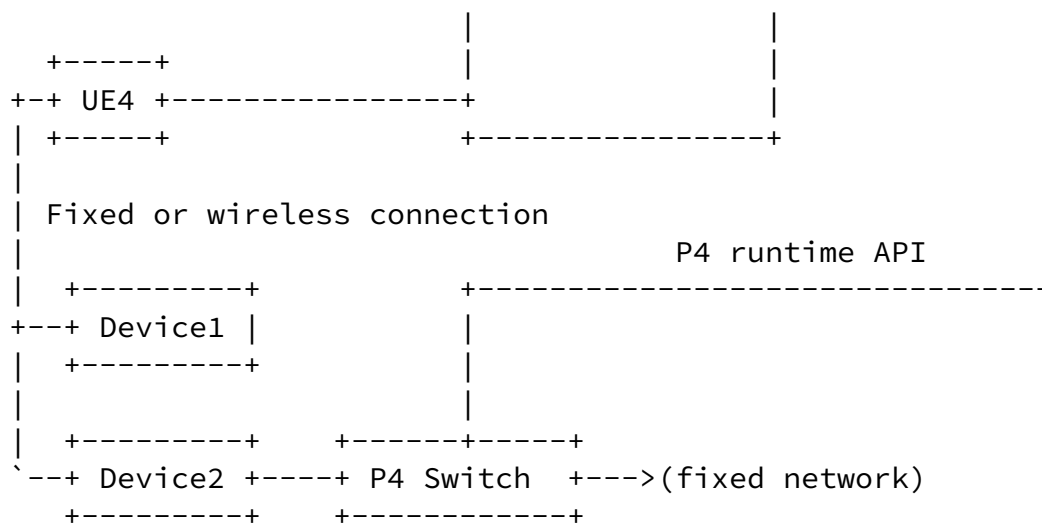 UE4
Fixed or wireless connection
P4 runtime API
Device1
Device2 P4 Switch (fixed network)